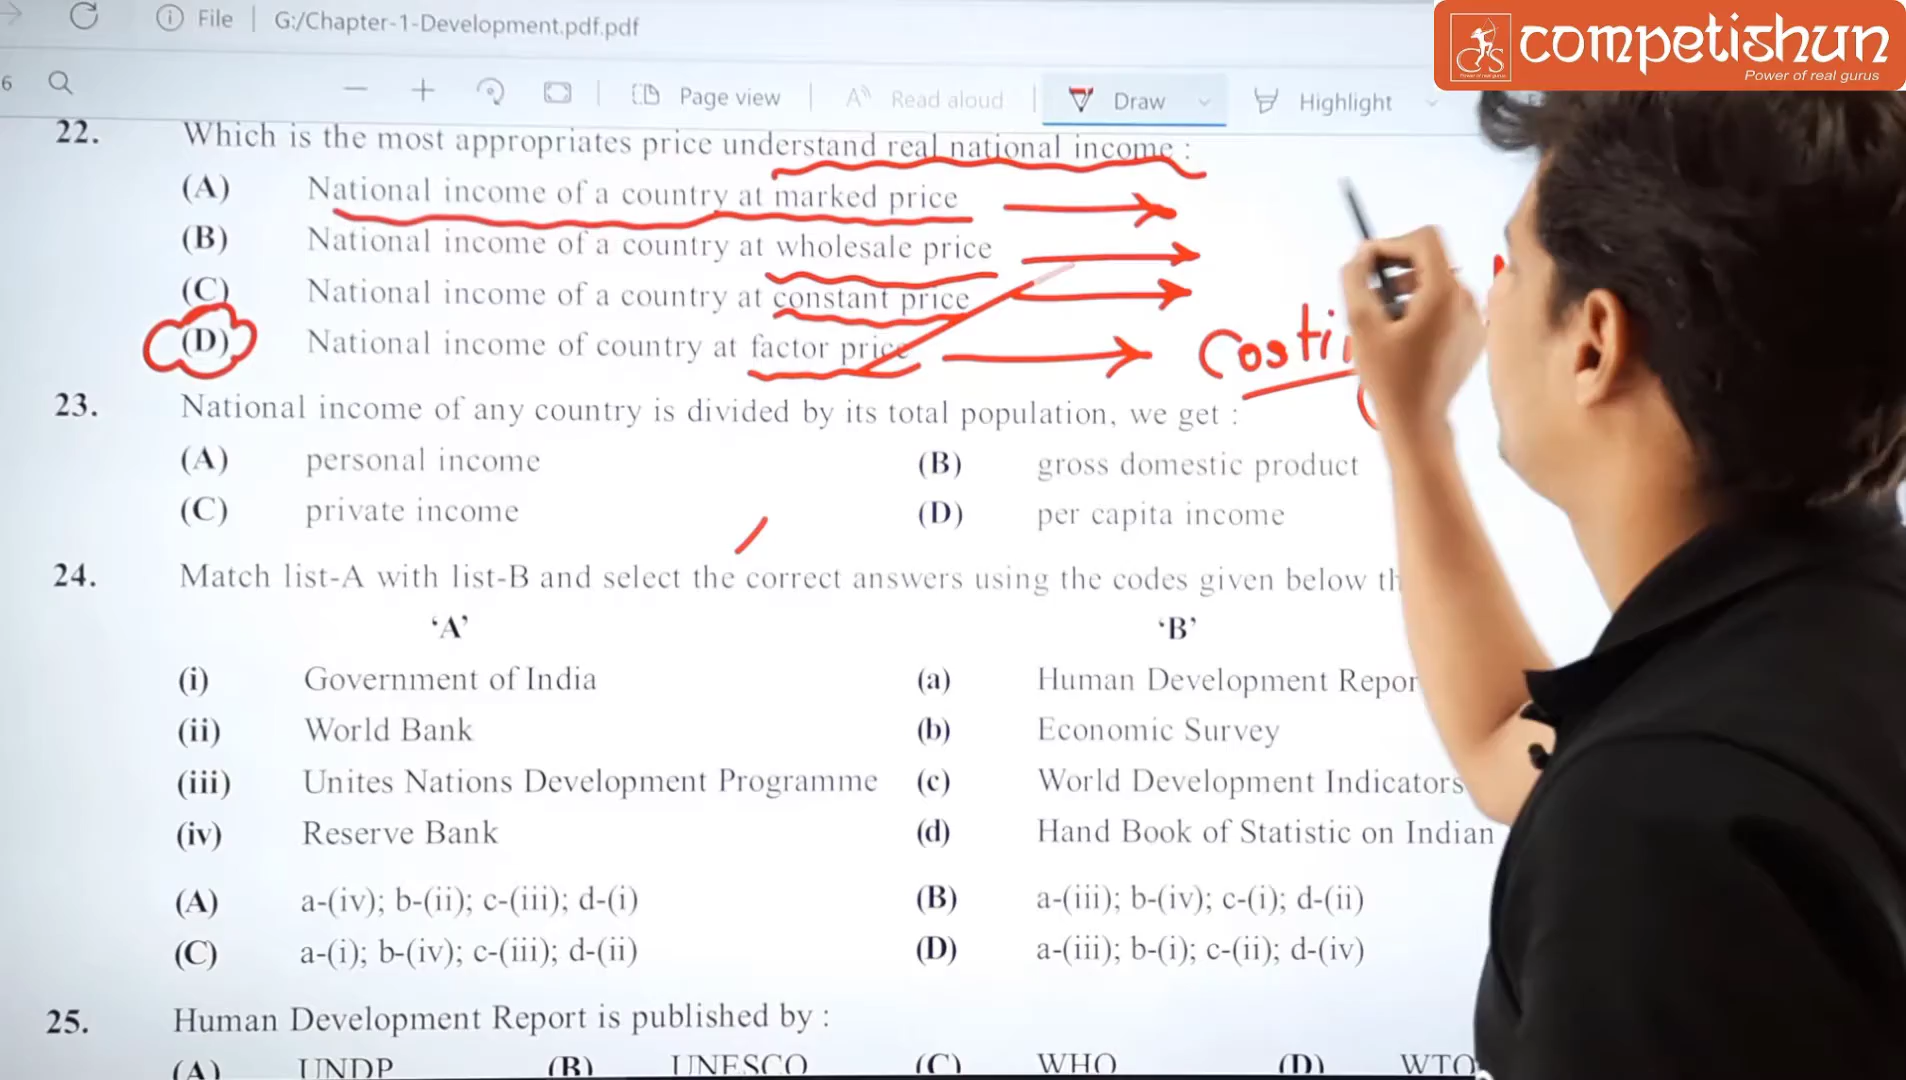 File | G:/Chapter-1-Development.pdf.pdf
competishun
Power of real gurus
6 Page view Read aloud Draw Highlight
22. Which is the most appropriates price understand real national income :
(A) National income of a country at marked price
(B) National income of a country at wholesale price
(C) National income of a country at constant price
(D) National income of country at factor price
Costi
23. National income of any country is divided by its total population, we get :
(A) personal income (B) gross domestic product
(C) private income (D) per capita income
24. Match list-A with list-B and select the correct answers using the codes given below
‘A’ ‘B’
(i) Government of India (a) Human Development Repor
(ii) World Bank (b) Economic Survey
(iii) Unites Nations Development Programme (c) World Development Indicators
(iv) Reserve Bank (d) Hand Book of Statistic on Indian
(A) a-(iv); b-(ii); c-(iii); d-(i) (B) a-(iii); b-(iv); c-(i); d-(ii)
(C) a-(i); b-(iv); c-(iii); d-(ii) (D) a-(iii); b-(i); c-(ii); d-(iv)
25. Human Development Report is published by :
(A) UNDP (B) UNESCO (C) WHO (D) WTO